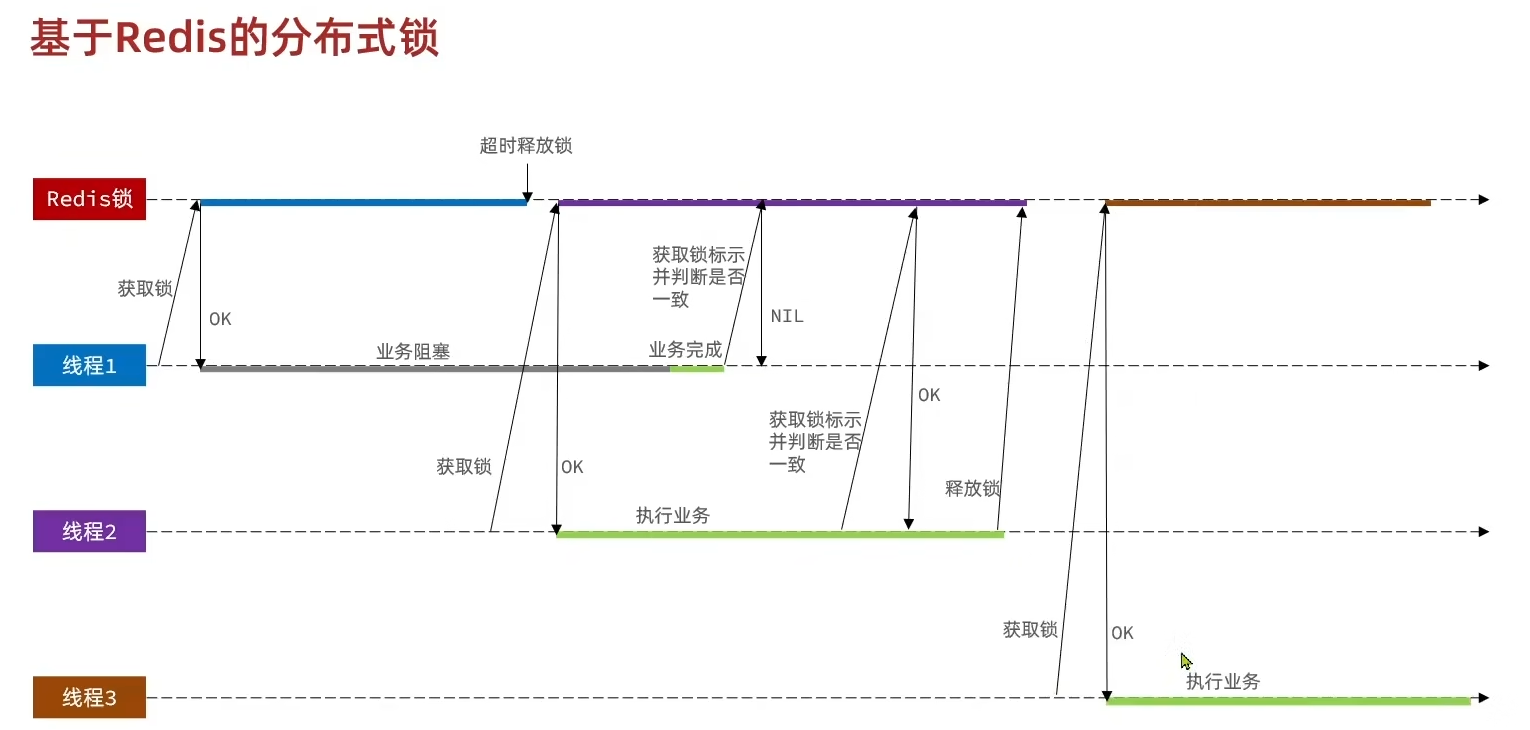 基于Redis的分布式锁
超时释放锁
Redis锁
获取锁
OK
获取锁标示
并判断是否
一致
NIL
线程1
业务阻塞
业务完成
获取锁
OK
获取锁标示
并判断是否
一致
OK
释放锁
线程2
执行业务
获取锁
OK
线程3
执行业务